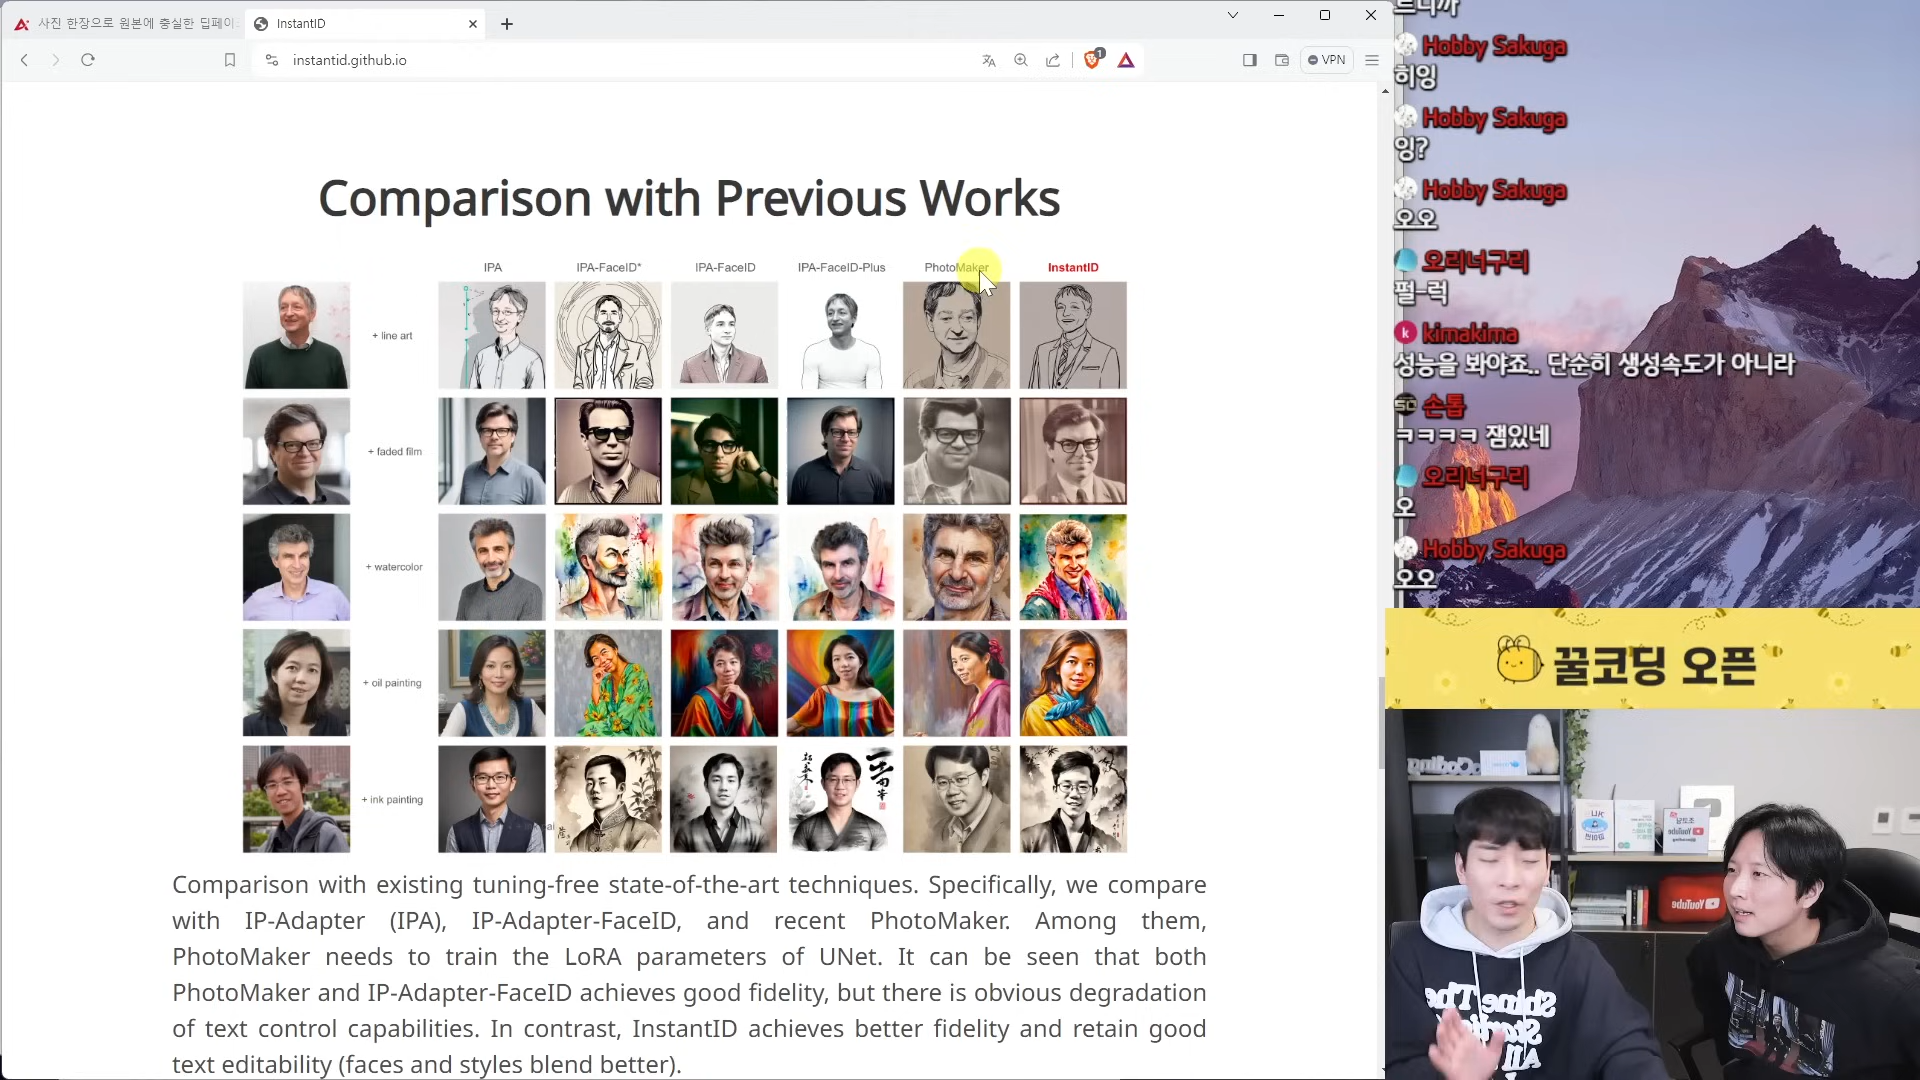 사진 한장으로 원본에 충실한 딥페이
InstantID
instantid.github.io
1
VPN
Comparison with Previous Works
IPA
IPA-FaceID*
IPA-FaceID
IPA-FaceID-Plus
PhotoMaker
InstantID
+ line art
+ faded film
+ watercolor
+ oil painting
+ ink painting
Comparison with existing tuning-free state-of-the-art techniques. Specifically, we compare
with IP-Adapter (IPA), IP-Adapter-FaceID, and recent PhotoMaker. Among them,
PhotoMaker needs to train the LoRA parameters of UNet. It can be seen that both
PhotoMaker and IP-Adapter-FaceID achieves good fidelity, but there is obvious degradation
of text control capabilities. In contrast, InstantID achieves better fidelity and retain good
text editability (faces and styles blend better).
Hobby Sakuga
히잉
Hobby Sakuga
잉?
Hobby Sakuga
오오
오리너구리
펄-럭
k kimakima
성능을 봐야죠.. 단순히 생성속도가 아니라
손톱
ㅋㅋㅋㅋ 잼있네
오리너구리
오
Hobby Sakuga
오오
꿀코딩 오픈
Coding
YouTube
YouTube
Shine The